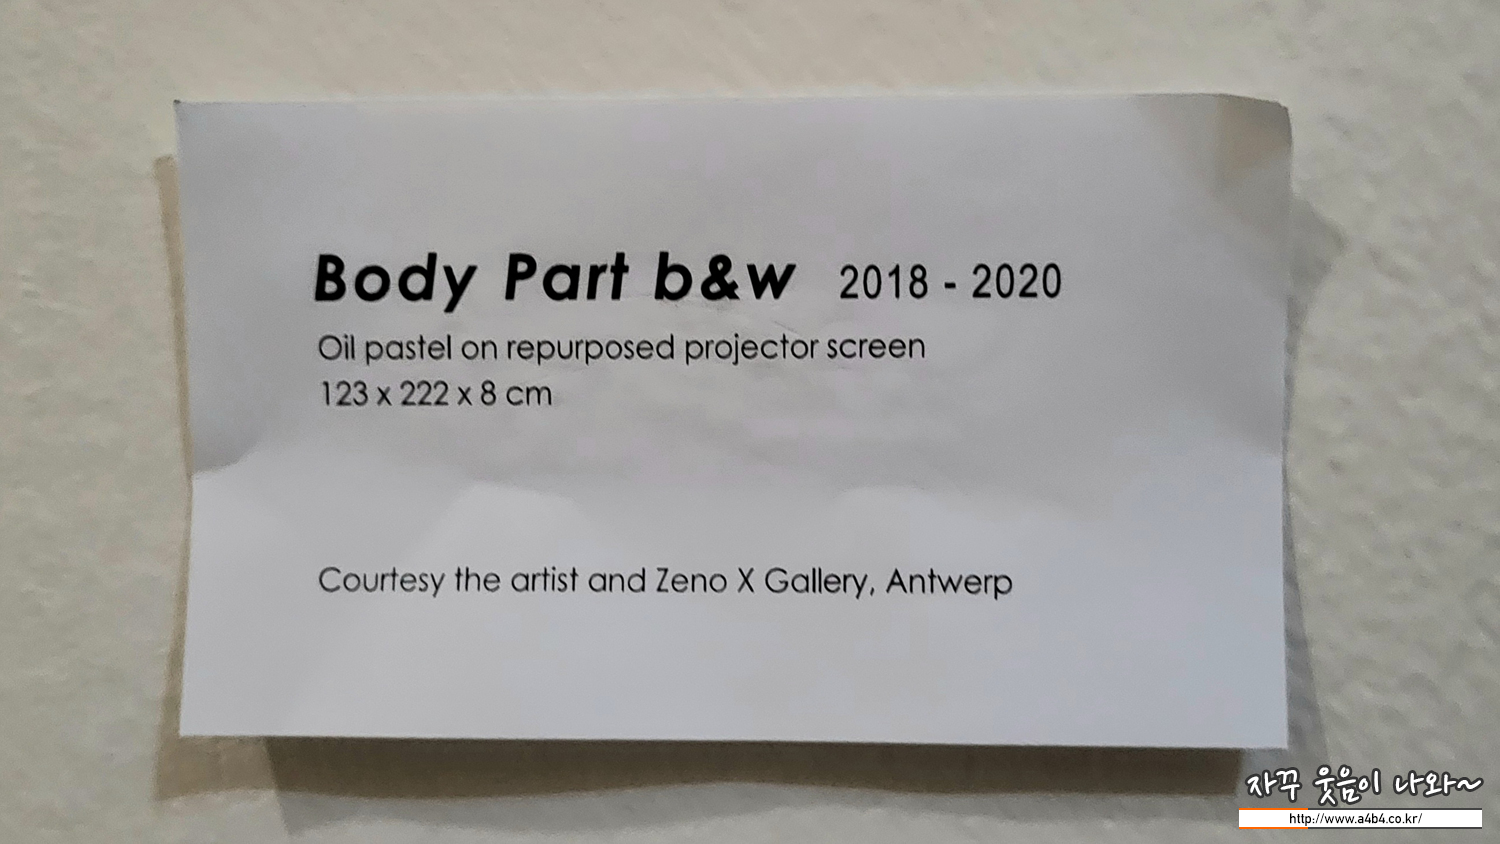 Body Part b&w 2018 - 2020
Oil pastel on repurposed projector screen
123 x 222 x 8 cm
Courtesy the artist and Zeno X Gallery, Antwerp
자꾸 웃음이 나와~
http://www.a4b4.co.kr/